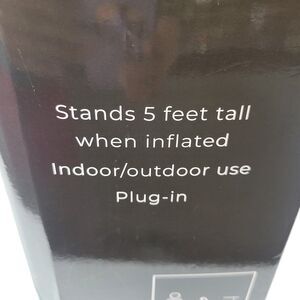 Stands 5 feet tall
when inflated
Indoor/outdoor use
Plug-in